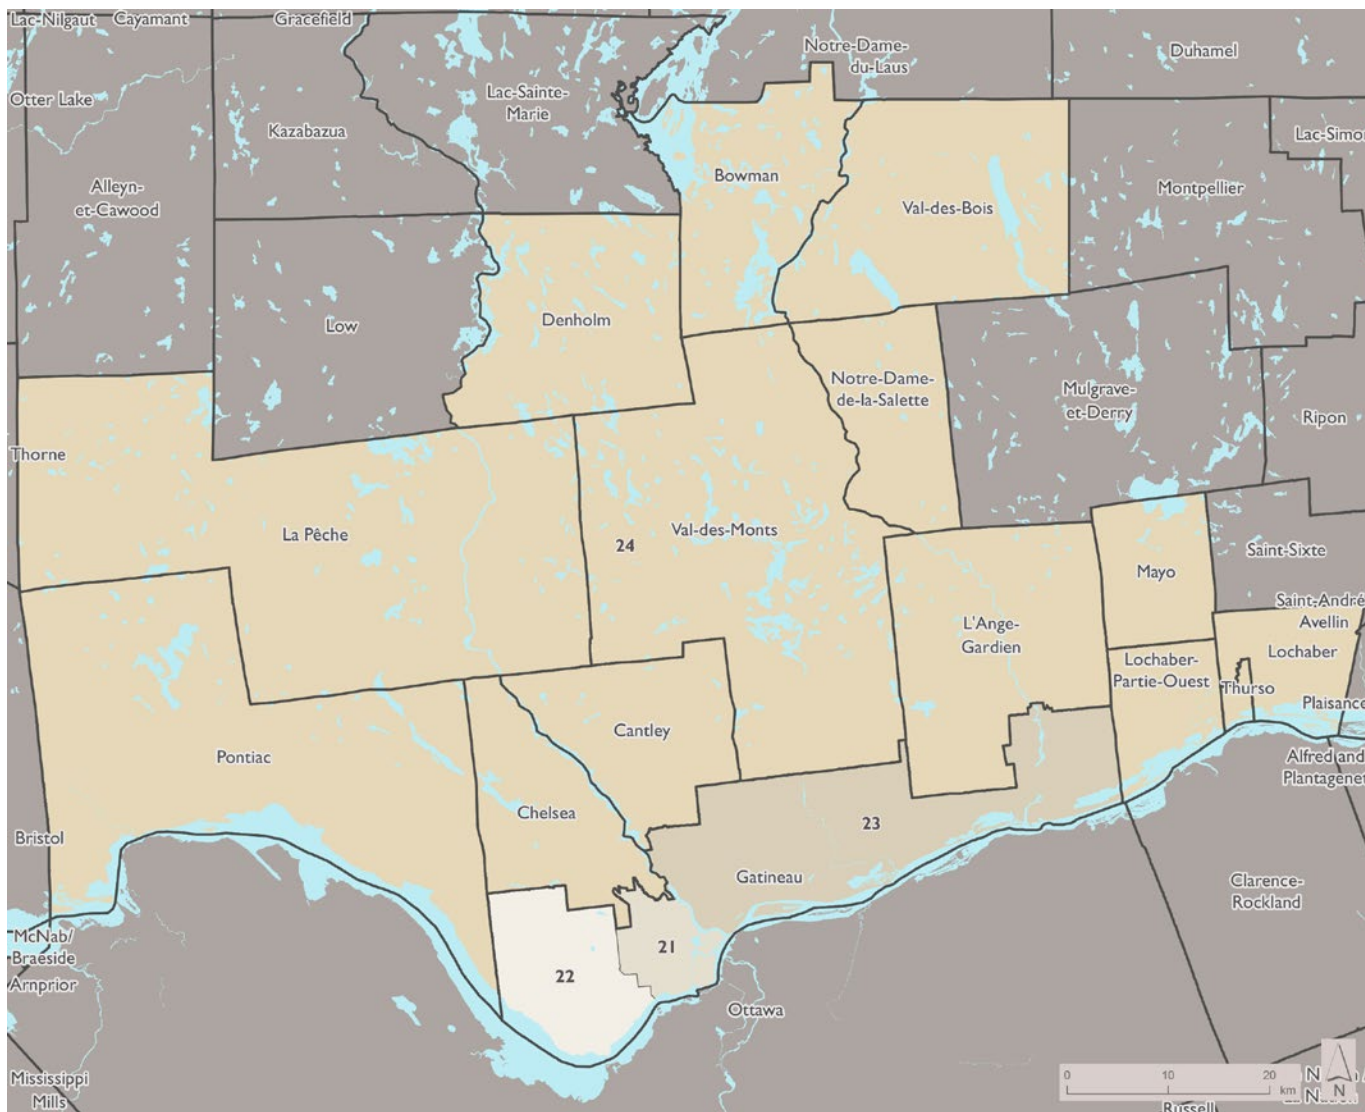 Lac-Nilgaut
Cayamant
Gracefield
Notre-Dame-
du-Laus
Duhamel
Otter Lake
Lac-Sainte-
Marie
Kazabazua
Lac-Simon
Bowman
Alleyn-
et-Cawood
Montpellier
Val-des-Bois
Low
Denholm
Notre-Dame-
de-la-Salette
Mulgrave-
et-Derry
Ripon
Thorne
La Pêche
24
Val-des-Monts
Saint-Sixte
Mayo
Saint-André
Avellin
L'Ange-
Gardien
Lochaber
Lochaber-
Partie-Ouest
Thurso
Plaisance
Cantley
Pontiac
Alfred and
Plantagenet
Chelsea
23
Bristol
Gatineau
Clarence-
Rockland
McNab/
Braeside
21
22
Arnprior
Ottawa
Mississippi
Mills
0 10 20
km
N
Russell